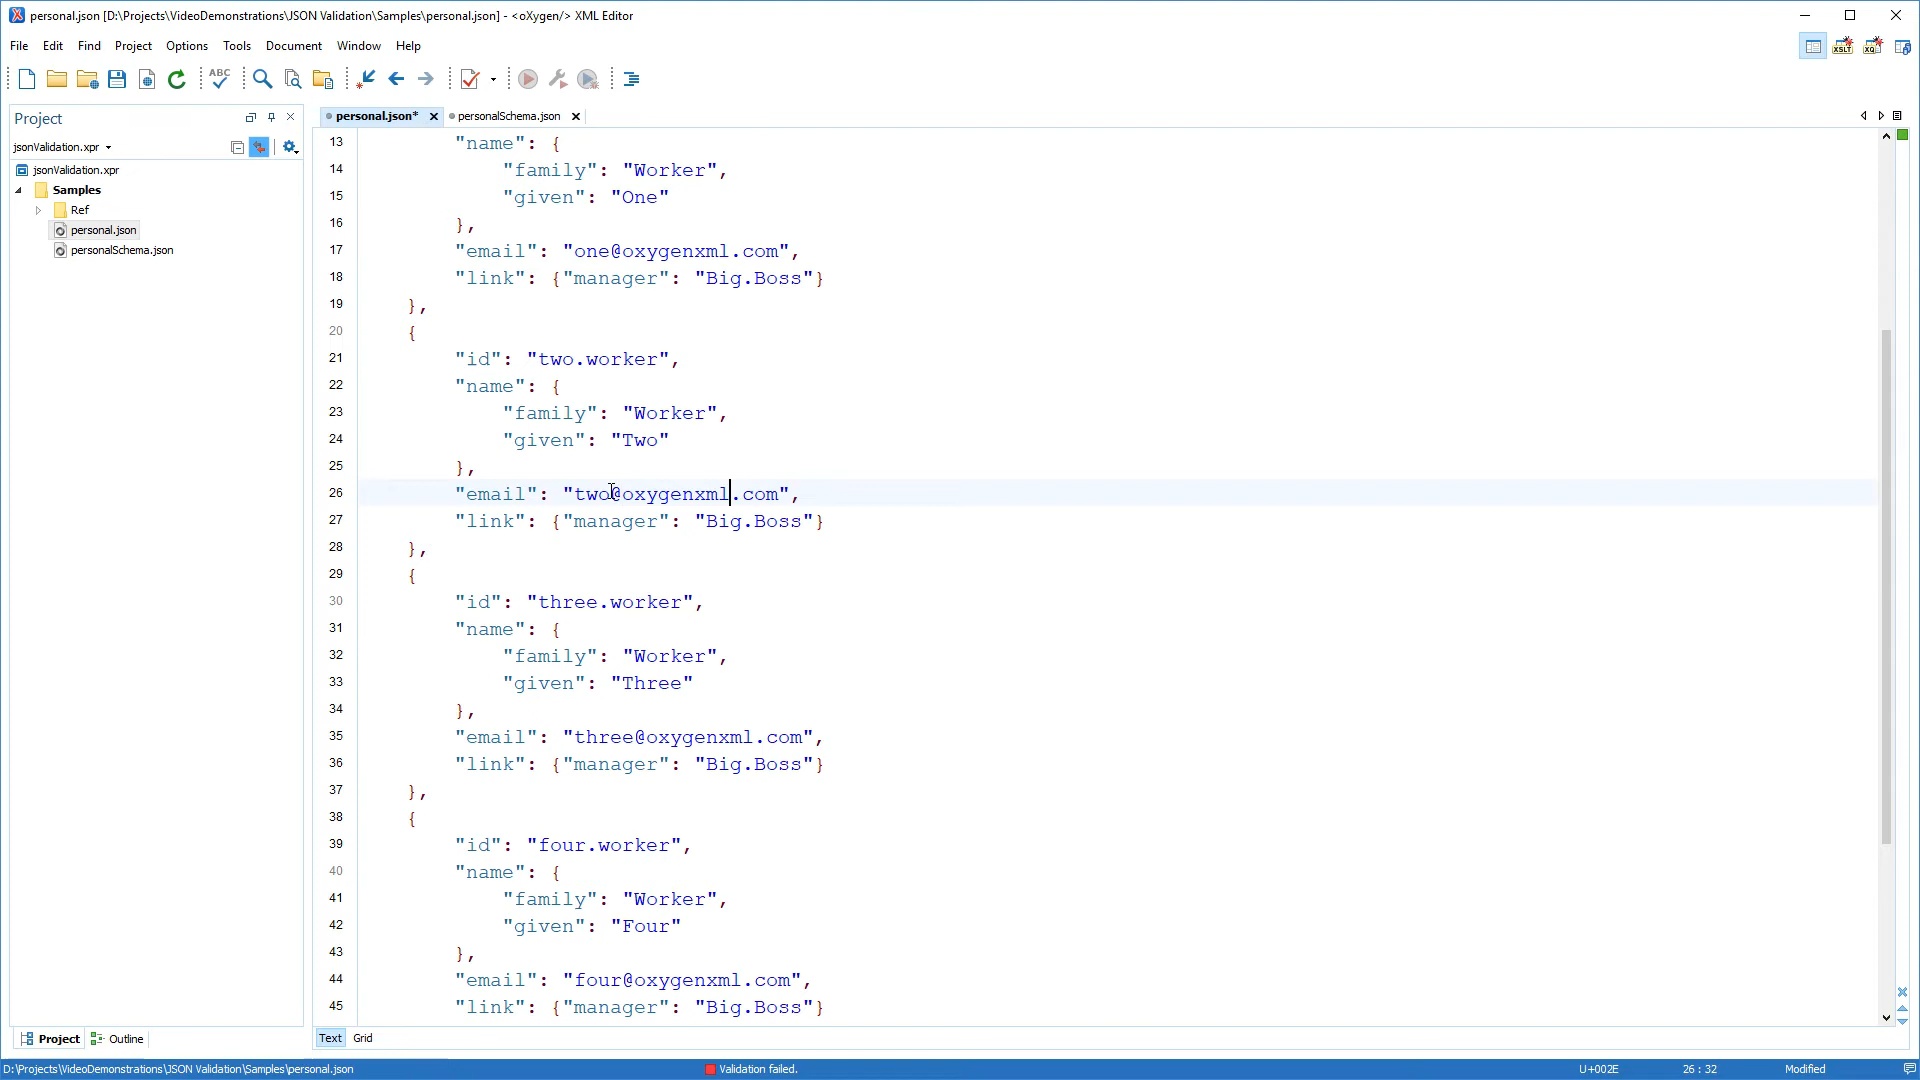 personal.json [D:\Projects\VideoDemonstrations\JSON Validation\Samples\personal.json] - <oXygen/> XML Editor
File Edit Find Project Options Tools Document Window Help
ABC
XSLT XQ
Project
personal.json* personalSchema.json
jsonValidation.xpr
jsonValidation.xpr
Samples
Ref
personal.json
personalSchema.json
13 "name": {
14 "family": "Worker",
15 "given": "One"
16 },
17 "email": "one@oxygenxml.com",
18 "link": {"manager": "Big.Boss"}
19 },
20 {
21 "id": "two.worker",
22 "name": {
23 "family": "Worker",
24 "given": "Two"
25 },
26 "email": "two@oxygenxml.com",
27 "link": {"manager": "Big.Boss"}
28 },
29 {
30 "id": "three.worker",
31 "name": {
32 "family": "Worker",
33 "given": "Three"
34 },
35 "email": "three@oxygenxml.com",
36 "link": {"manager": "Big.Boss"}
37 },
38 {
39 "id": "four.worker",
40 "name": {
41 "family": "Worker",
42 "given": "Four"
43 },
44 "email": "four@oxygenxml.com",
45 "link": {"manager": "Big.Boss"}
Project Outline
Text Grid
D:\Projects\VideoDemonstrations\JSON Validation\Samples\personal.json Validation failed. U+002E 26 : 32 Modified